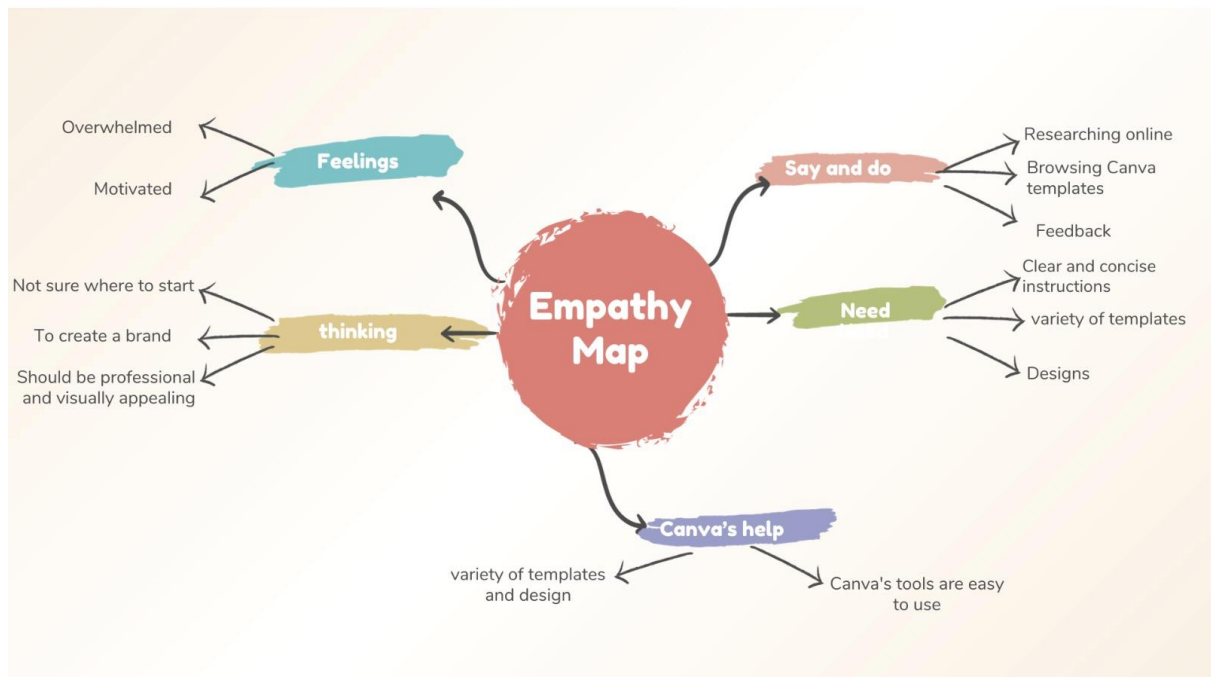 Overwhelmed
Feelings
Motivated
Say and do
Researching online
Browsing Canva
templates
Feedback
Empathy
Map
Not sure where to start
thinking
To create a brand
Should be professional
and visually appealing
Need
Clear and concise
instructions
variety of templates
Designs
Canva's help
variety of templates
and design
Canva's tools are easy
to use